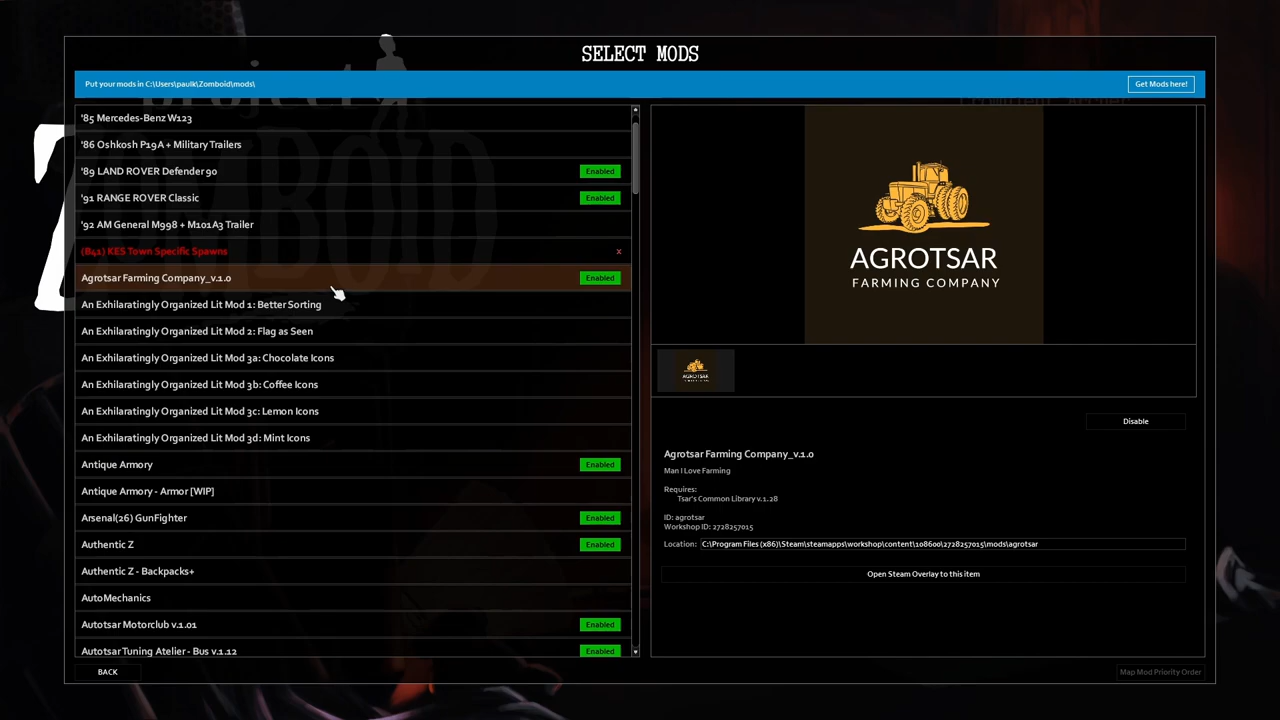 SELECT MODS
Put your mods in C:\Users\paulk\Zomboid\mods\
Get Mods here!
'85 Mercedes-Benz W123
'86 Oshkosh P19A + Military Trailers
'89 LAND ROVER Defender 90
Enabled
'91 RANGE ROVER Classic
Enabled
'92 AM General M998 + M101A3 Trailer
(B41) KES Town Specific Spawns
x
Agrotsar Farming Company_v.1.0
Enabled
An Exhilaratingly Organized Lit Mod 1: Better Sorting
An Exhilaratingly Organized Lit Mod 2: Flag as Seen
An Exhilaratingly Organized Lit Mod 3a: Chocolate Icons
An Exhilaratingly Organized Lit Mod 3b: Coffee Icons
An Exhilaratingly Organized Lit Mod 3c: Lemon Icons
An Exhilaratingly Organized Lit Mod 3d: Mint Icons
Antique Armory
Enabled
Antique Armory - Armor [WIP]
Arsenal(26) GunFighter
Enabled
Authentic Z
Enabled
Authentic Z - Backpacks+
AutoMechanics
Autotsar Motorclub v.1.01
Enabled
Autotsar Tuning Atelier - Bus v.1.12
Enabled
AGROTSAR
FARMING COMPANY
AGROTSAR
Disable
Agrotsar Farming Company_v.1.0
Man I Love Farming
Requires:
Tsar's Common Library v.1.28
ID: agrotsar
Workshop ID: 2728257015
Location: C:\Program Files (x86)\Steam\steamapps\workshop\content\108600\2728257015\mods\agrotsar
Open Steam Overlay to this item
BACK
Map Mod Priority Order
project
ZOMBOID